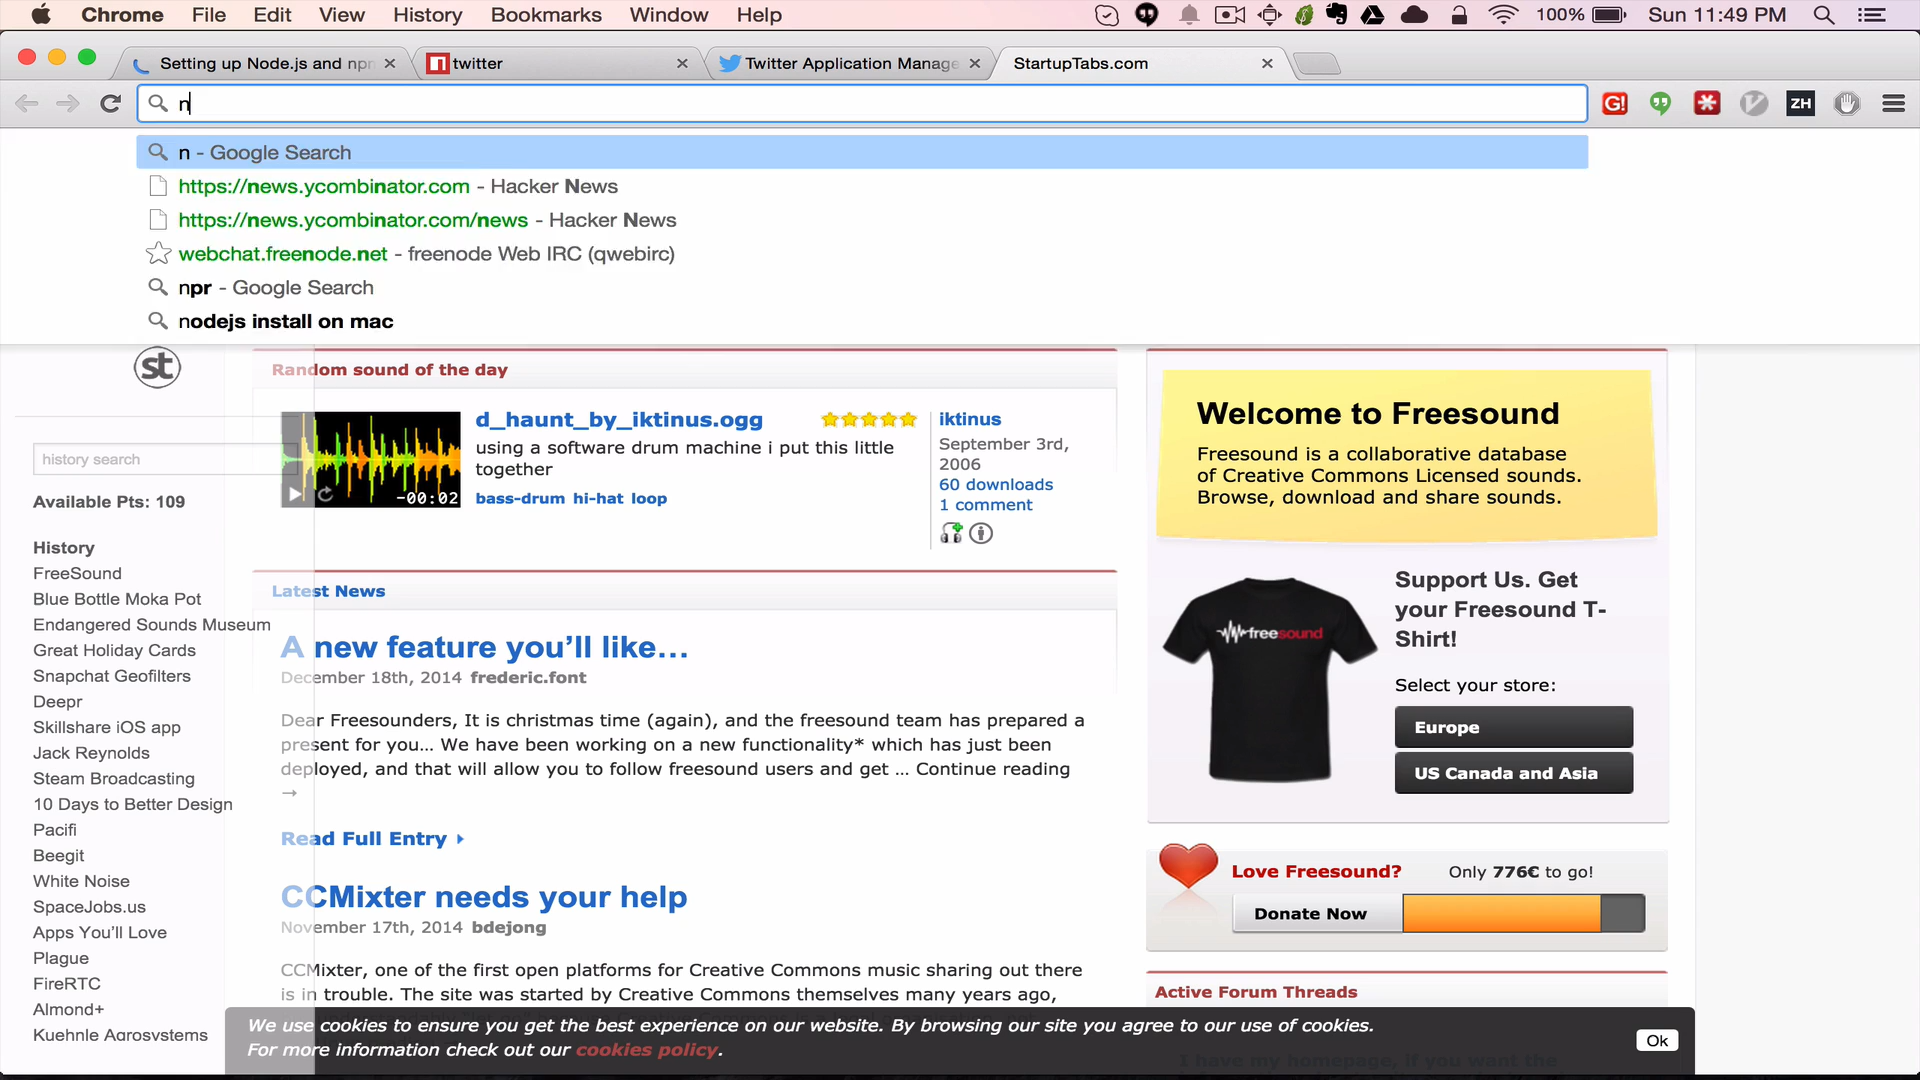 Chrome File Edit View History Bookmarks Window Help 100% Sun 11:49 PM
Setting up Node.js and npm
twitter
Twitter Application Manage
StartupTabs.com
n
G! ZH
n - Google Search
https://news.ycombinator.com - Hacker News
https://news.ycombinator.com/news - Hacker News
webchat.freenode.net - freenode Web IRC (qwebirc)
npr - Google Search
nodejs install on mac
st
history search
Available Pts: 109
History
FreeSound
Blue Bottle Moka Pot
Endangered Sounds Museum
Great Holiday Cards
Snapchat Geofilters
Deepr
Skillshare iOS app
Jack Reynolds
Steam Broadcasting
10 Days to Better Design
Pacifi
Beegit
White Noise
SpaceJobs.us
Apps You’ll Love
Plague
FireRTC
Almond+
Kuehnle Agrosystems
Random sound of the day
-00:02
d_haunt_by_iktinus.ogg
using a software drum machine i put this little
together
bass-drum hi-hat loop
iktinus
September 3rd,
2006
60 downloads
1 comment
Latest News
A new feature you’ll like...
December 18th, 2014 frederic.font
Dear Freesounders, It is christmas time (again), and the freesound team has prepared a
present for you... We have been working on a new functionality* which has just been
deployed, and that will allow you to follow freesound users and get ... Continue reading
→
Read Full Entry
CCMixter needs your help
November 17th, 2014 bdejong
CCMixter, one of the first open platforms for Creative Commons music sharing out there
is in trouble. The site was started by Creative Commons themselves many years ago,
Welcome to Freesound
Freesound is a collaborative database
of Creative Commons Licensed sounds.
Browse, download and share sounds.
freesound
Support Us. Get
your Freesound T-
Shirt!
Select your store:
Europe
US Canada and Asia
Love Freesound? Only 776€ to go!
Donate Now
Active Forum Threads
I have my homepage, if you want the
We use cookies to ensure you get the best experience on our website. By browsing our site you agree to our use of cookies.
For more information check out our cookies policy.
Ok